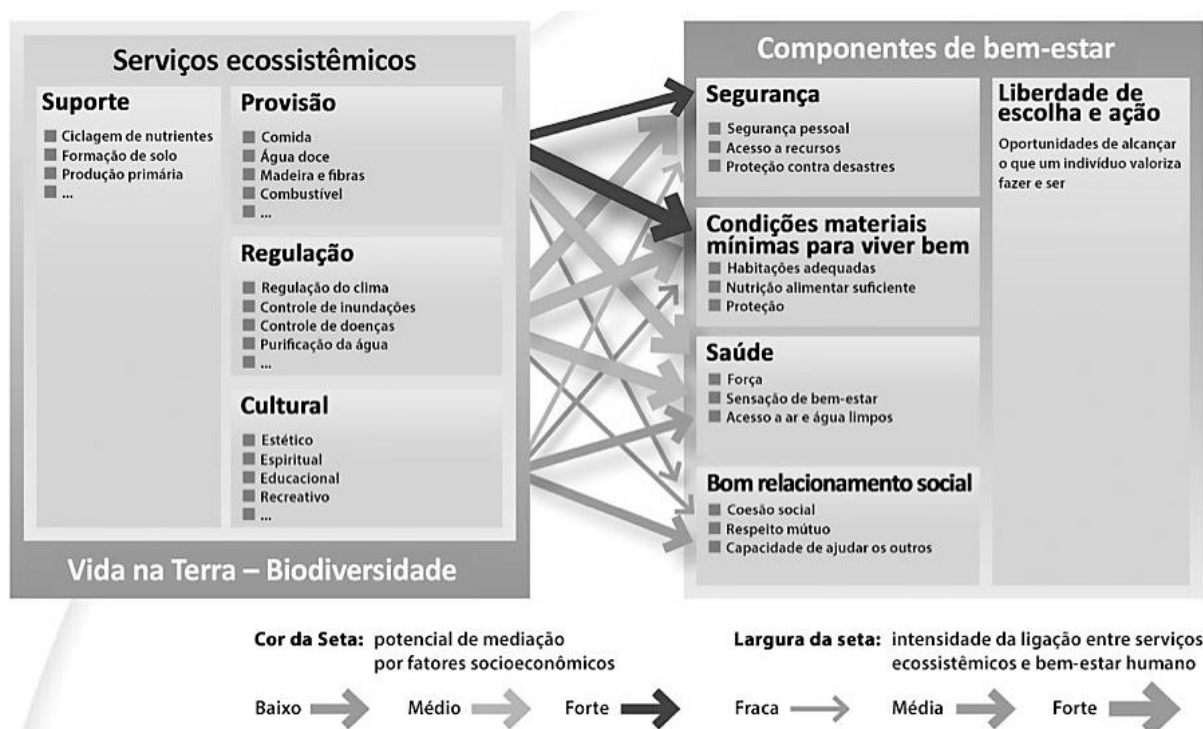 Serviços ecossistêmicos
Suporte
Ciclagem de nutrientes
Formação de solo
Produção primária
...
Provisão
Comida
Água doce
Madeira e fibras
Combustível
...
Regulação
Regulação do clima
Controle de inundações
Controle de doenças
Purificação da água
...
Cultural
Estético
Espiritual
Educacional
Recreativo
...
Vida na Terra – Biodiversidade
Componentes de bem-estar
Segurança
Segurança pessoal
Acesso a recursos
Proteção contra desastres
Condições materiais
mínimas para viver bem
Habitações adequadas
Nutrição alimentar suficiente
Proteção
Saúde
Força
Sensação de bem-estar
Acesso a ar e água limpos
Bom relacionamento social
Coesão social
Respeito mútuo
Capacidade de ajudar os outros
Liberdade de
escolha e ação
Oportunidades de alcançar
o que um indivíduo valoriza
fazer e ser
Cor da Seta: potencial de mediação
por fatores socioeconômicos
Baixo
Médio
Forte
Largura da seta: intensidade da ligação entre serviços
ecossistêmicos e bem-estar humano
Fraca
Média
Forte